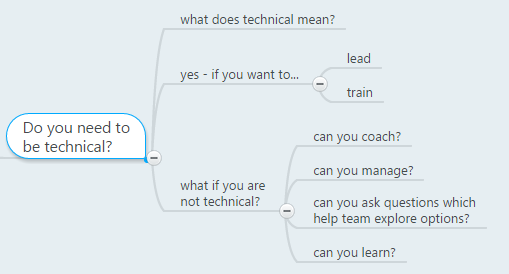 Do you need to
be technical?
what does technical mean?
yes - if you want to...
lead
train
what if you are
not technical?
can you coach?
can you manage?
can you ask questions which
help team explore options?
can you learn?